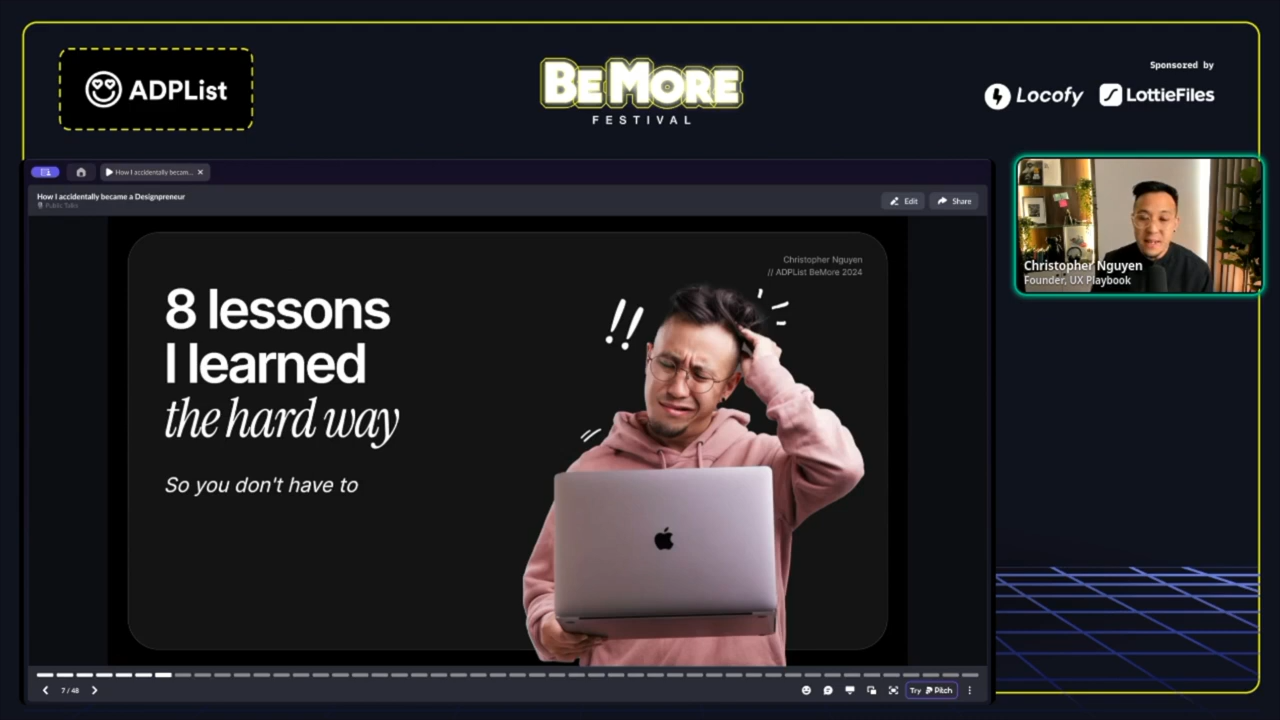 ADPList
BE MORE
FESTIVAL
Sponsored by
Locofy
LottieFiles
How I accidentally becam...
How I accidentally became a Designpreneur
Public Talks
Edit
Share
Christopher Nguyen
// ADPList BeMore 2024
8 lessons
I learned
the hard way
So you don't have to
Christopher Nguyen
Founder, UX Playbook
7 / 48
Try Pitch